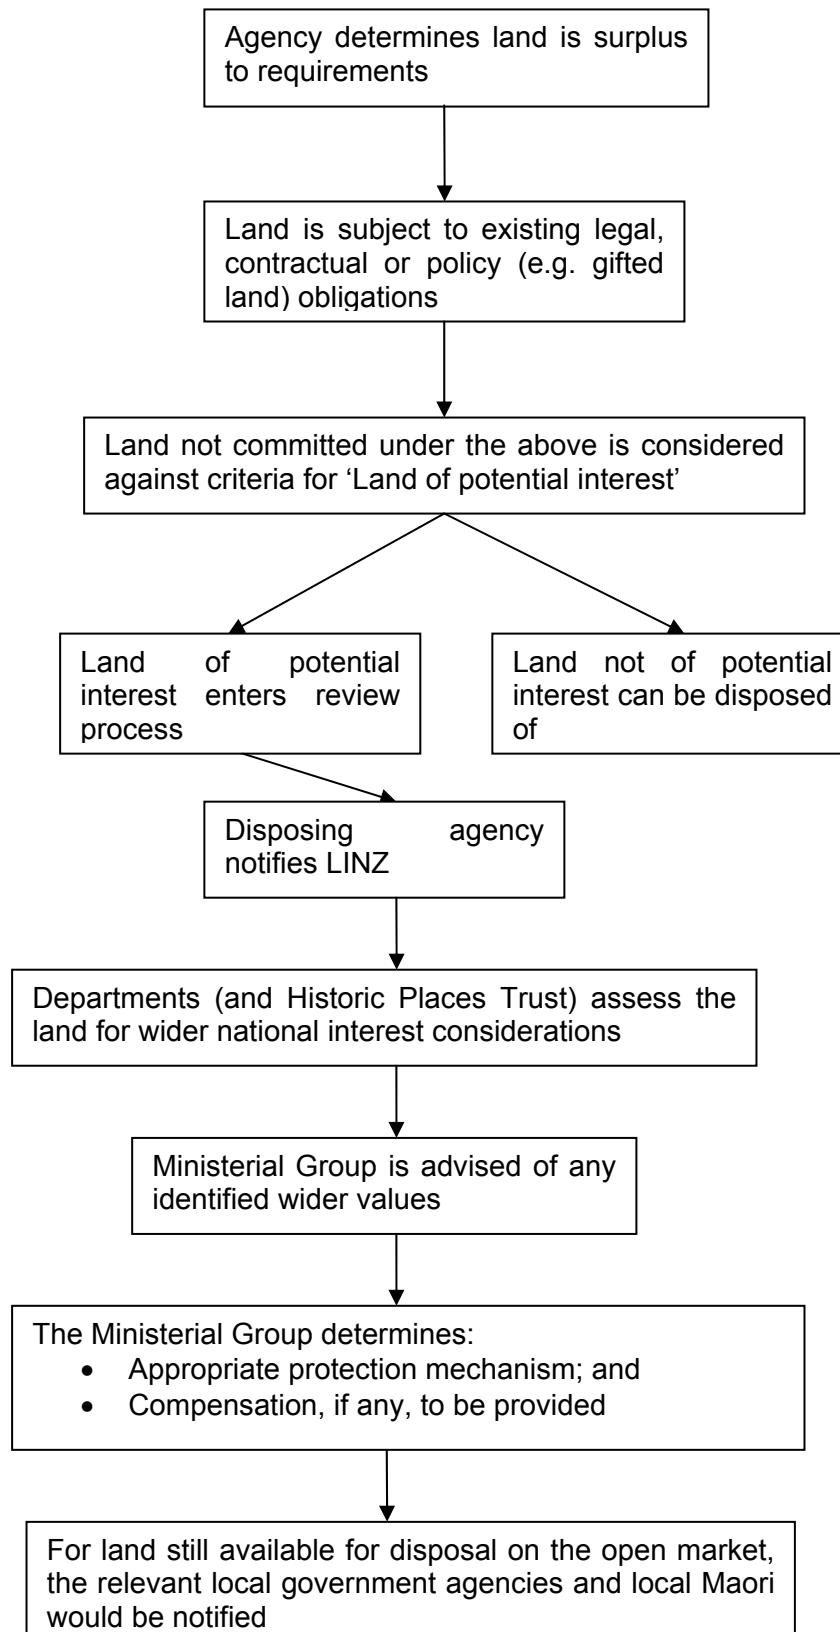 Agency determines land is surplus
to requirements
Land is subject to existing legal,
contractual or policy (e.g. gifted
land) obligations
Land not committed under the above is considered
against criteria for ‘Land of potential interest’
Land of potential
interest enters review
process
Land not of potential
interest can be disposed
of
Disposing agency
notifies LINZ
Departments (and Historic Places Trust) assess the
land for wider national interest considerations
Ministerial Group is advised of any
identified wider values
The Ministerial Group determines:
• Appropriate protection mechanism; and
• Compensation, if any, to be provided
For land still available for disposal on the open market,
the relevant local government agencies and local Maori
would be notified